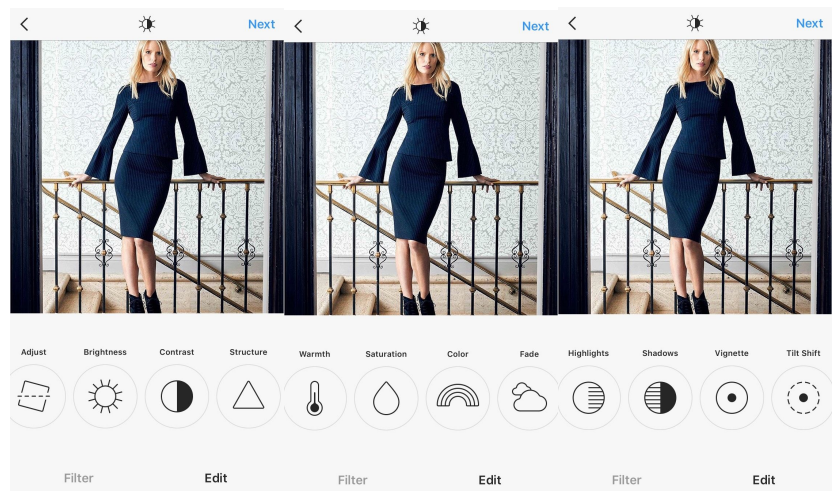 Next
Next
Next
Adjust Brightness Contrast Structure
Warmth Saturation Color Fade
Highlights Shadows Vignette Tilt Shift
Filter Edit
Filter Edit
Filter Edit